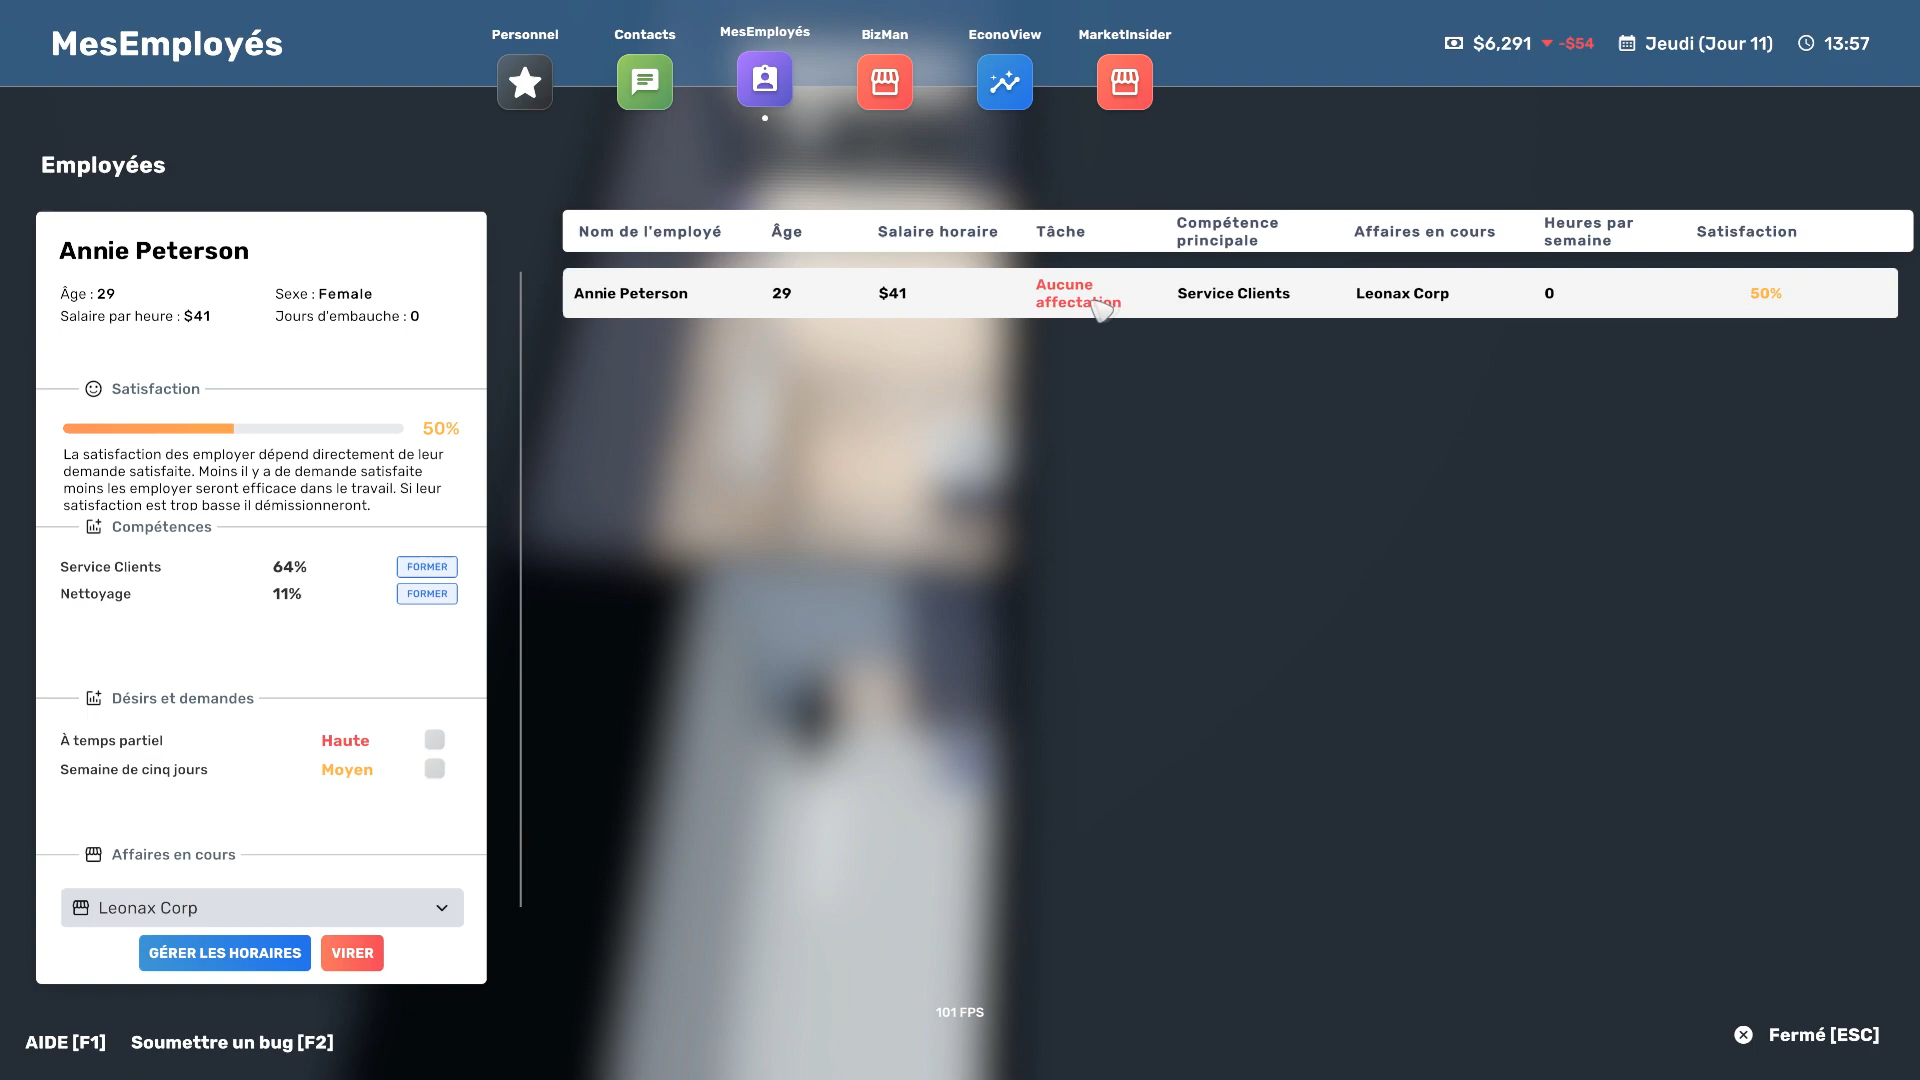 MesEmployés
Personnel
Contacts
MesEmployés
BizMan
EconoView
MarketInsider
$6,291 -$54 Jeudi (Jour 11) 13:57
Employées
Annie Peterson
Âge : 29
Sexe : Female
Salaire par heure : $41
Jours d'embauche : 0
Satisfaction
50%
La satisfaction des employer dépend directement de leur
demande satisfaite. Moins il y a de demande satisfaite
moins les employer seront efficace dans le travail. Si leur
satisfaction est trop basse il démissionneront.
Compétences
Service Clients 64% FORMER
Nettoyage 11% FORMER
Désirs et demandes
À temps partiel Haute
Semaine de cinq jours Moyen
Affaires en cours
Leonax Corp
GÉRER LES HORAIRES VIRER
Nom de l'employé
Âge
Salaire horaire
Tâche
Compétence
principale
Affaires en cours
Heures par
semaine
Satisfaction
Annie Peterson
29
$41
Aucune
affectation
Service Clients
Leonax Corp
0
50%
101 FPS
AIDE [F1] Soumettre un bug [F2]
Fermé [ESC]